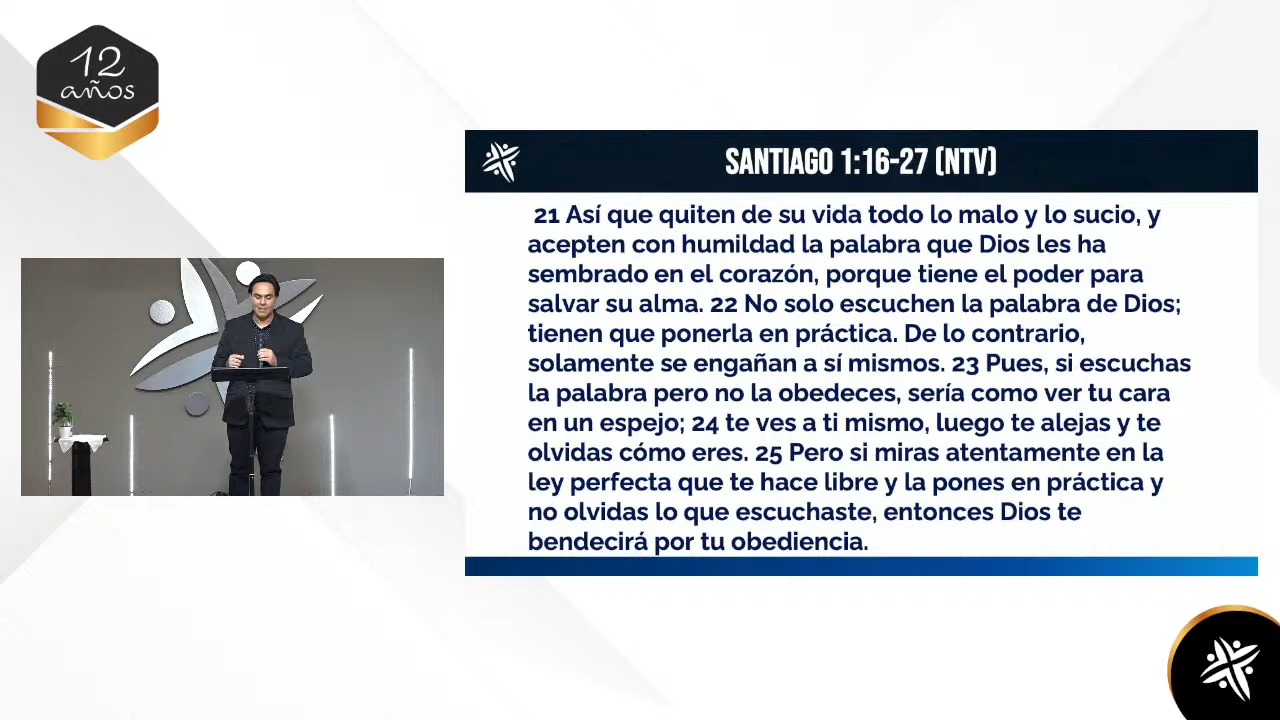 12
años
SANTIAGO 1:16-27 (NTV)
21 Así que quiten de su vida todo lo malo y lo sucio, y
acepten con humildad la palabra que Dios les ha
sembrado en el corazón, porque tiene el poder para
salvar su alma. 22 No solo escuchen la palabra de Dios;
tienen que ponerla en práctica. De lo contrario,
solamente se engañan a sí mismos. 23 Pues, si escuchas
la palabra pero no la obedeces, sería como ver tu cara
en un espejo; 24 te ves a ti mismo, luego te alejas y te
olvidas cómo eres. 25 Pero si miras atentamente en la
ley perfecta que te hace libre y la pones en práctica y
no olvidas lo que escuchaste, entonces Dios te
bendecirá por tu obediencia.